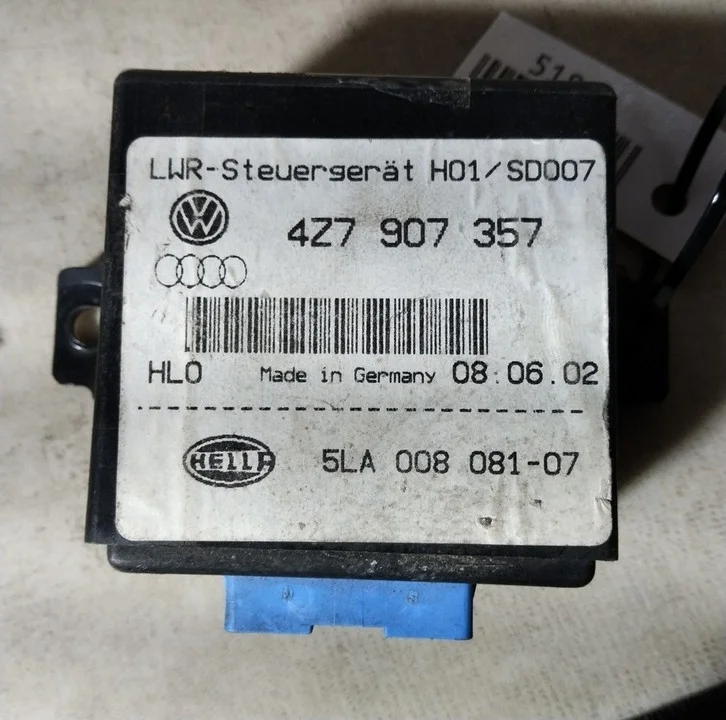 519
LWR-Steuergerät H01/SD007
4Z7 907 357
HLO Made in Germany 08.06.02
HELLA 5LA 008 081-07